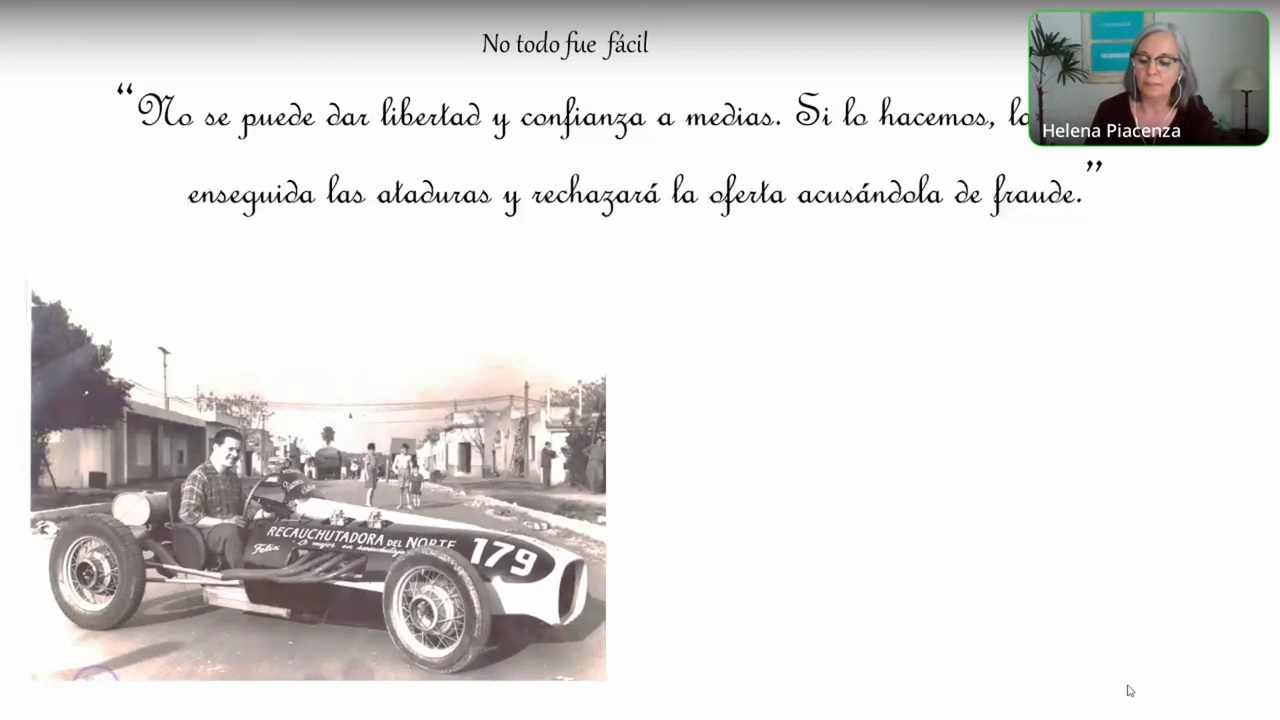 No todo fue fácil
“No se puede dar libertad y confianza a medias. Si lo hacemos,
enseguida las ataduras y rechazará la oferta acusándola de fraude.”
Helena Piacenza
RECAUCHUTADORA DEL NORTE
Felix
179